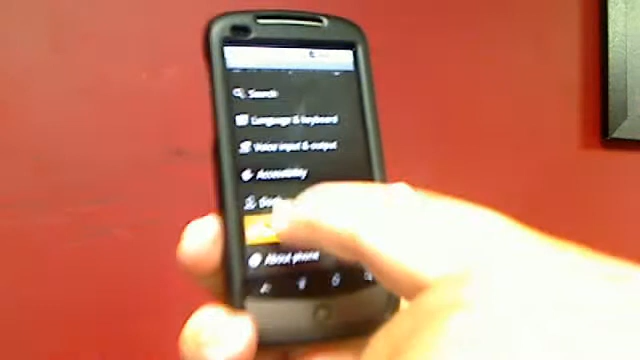 Search
Language & keyboard
Voice input & output
Accessibility
About phone